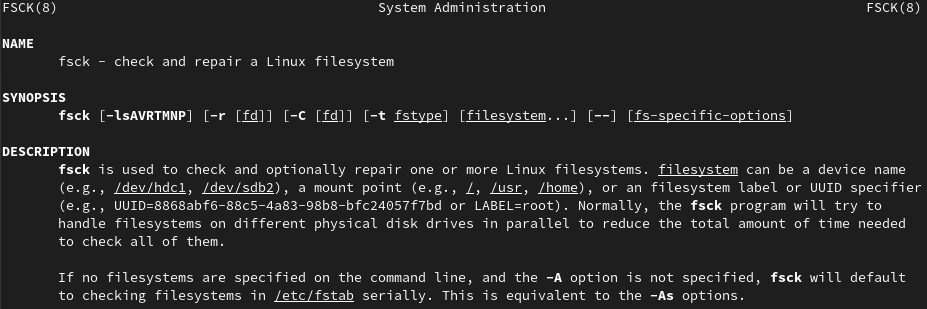 FSCK(8) System Administration FSCK(8)
NAME
fsck - check and repair a Linux filesystem
SYNOPSIS
fsck [-lsAVRTMNP] [-r [fd]] [-C [fd]] [-t fstype] [filesystem...] [--] [fs-specific-options]
DESCRIPTION
fsck is used to check and optionally repair one or more Linux filesystems. filesystem can be a device name
(e.g., /dev/hdc1, /dev/sdb2), a mount point (e.g., /, /usr, /home), or an filesystem label or UUID specifier
(e.g., UUID=8868abf6-88c5-4a83-98b8-bfc24057f7bd or LABEL=root). Normally, the fsck program will try to
handle filesystems on different physical disk drives in parallel to reduce the total amount of time needed
to check all of them.
If no filesystems are specified on the command line, and the -A option is not specified, fsck will default
to checking filesystems in /etc/fstab serially. This is equivalent to the -As options.